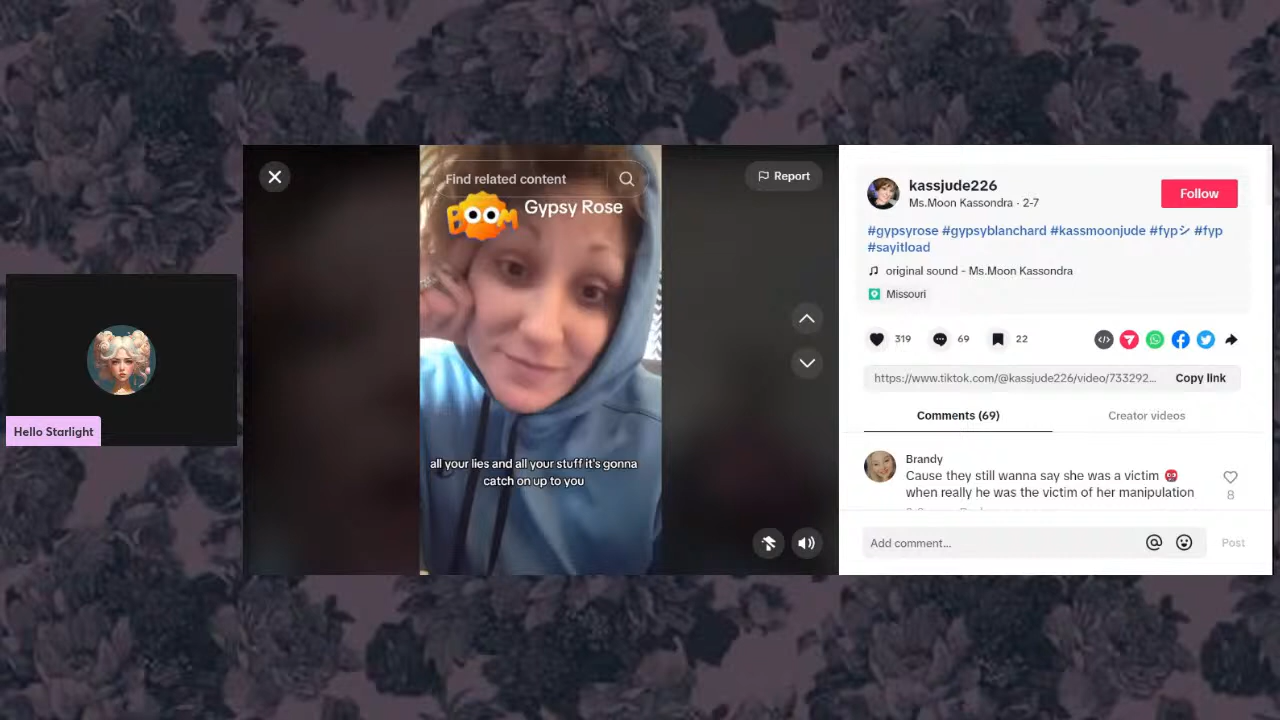 Hello Starlight
Find related content
BOOM
Gypsy Rose
all your lies and all your stuff it's gonna
catch on up to you
Report
kassjude226
Ms.Moon Kassondra · 2-7
Follow
#gypsyrose #gypsyblanchard #kassmoonjude #fypシ #fyp
#sayitload
original sound - Ms.Moon Kassondra
Missouri
319
69
22
https://www.tiktok.com/@kassjude226/video/733292...
Copy link
Comments (69)
Creator videos
Brandy
Cause they still wanna say she was a victim
when really he was the victim of her manipulation
8
Add comment...
Post